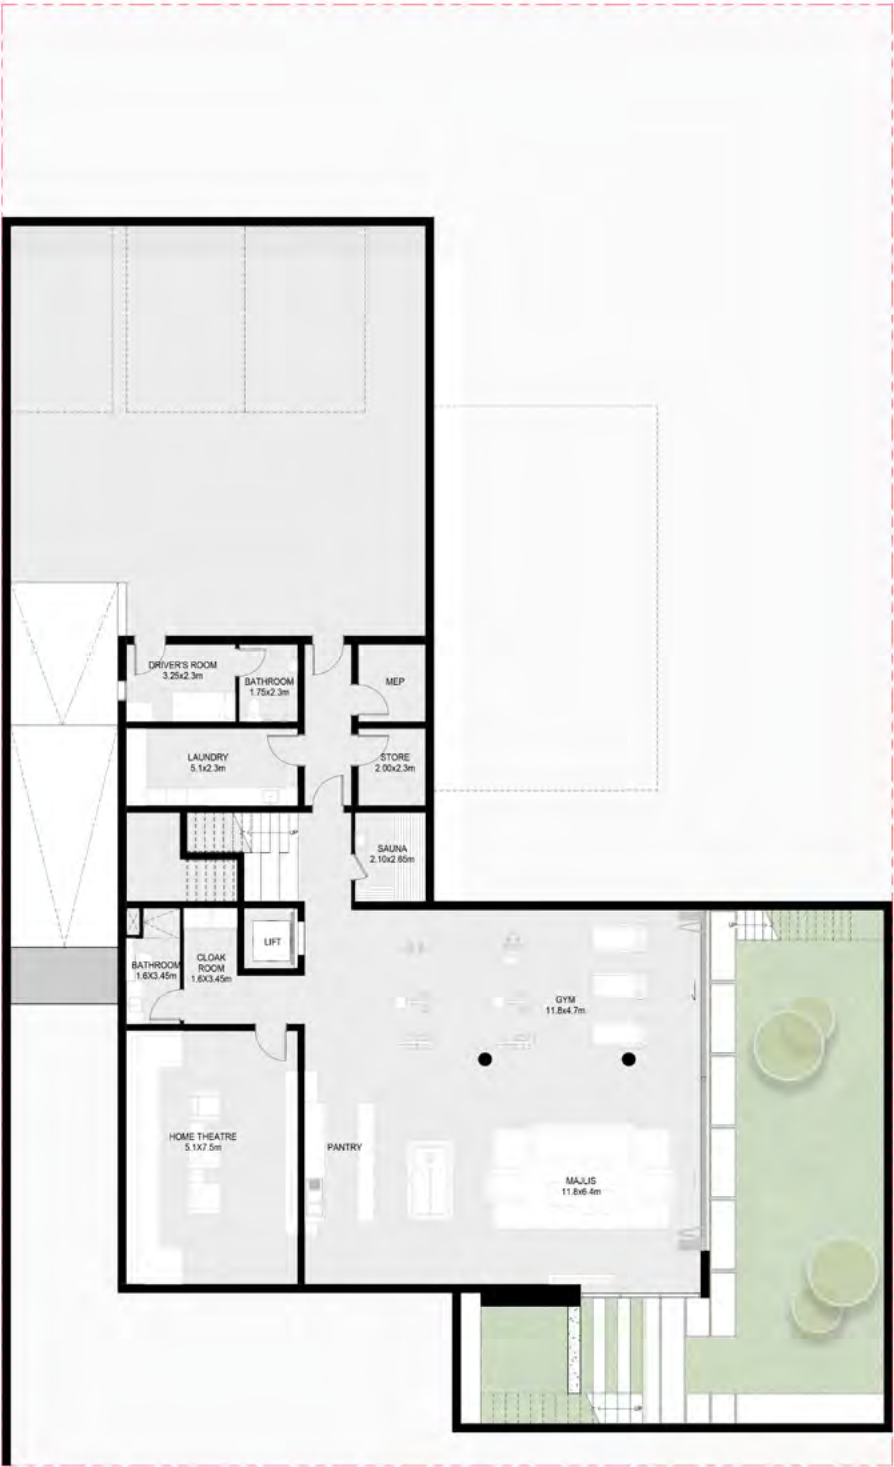 DRIVER'S ROOM
3.25x2.3m
BATHROOM
1.75x2.3m
MEP
LAUNDRY
5.1x2.3m
STORE
2.00x2.3m
SAUNA
2.10x2.65m
LIFT
BATHROOM
1.6X3.45m
CLOAK
ROOM
1.6X3.45m
GYM
11.8x4.7m
HOME THEATRE
5.1X7.5m
PANTRY
MAJLIS
11.8x6.4m